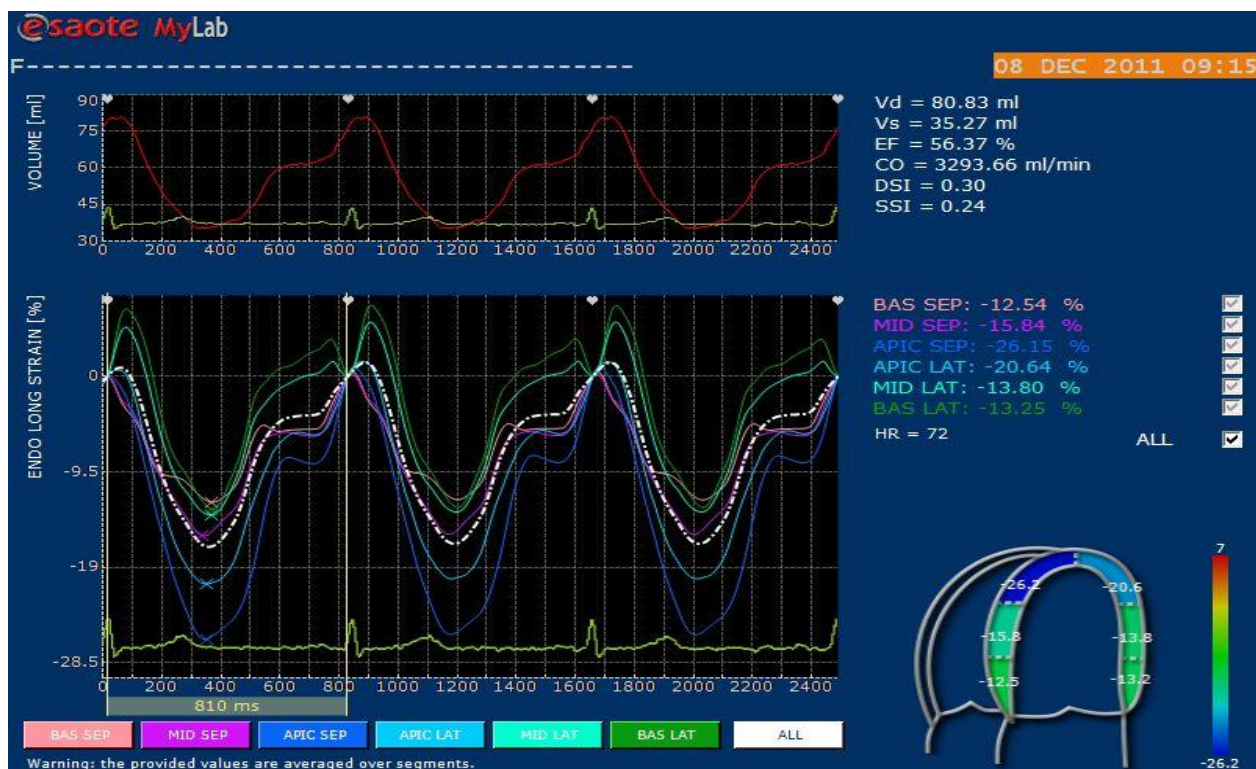 esaote MyLab
F----------------------------------------
08 DEC 2011 09:15
VOLUME [ml]
90
75
60
45
30
0 200 400 600 800 1000 1200 1400 1600 1800 2000 2200 2400
Vd = 80.83 ml
Vs = 35.27 ml
EF = 56.37 %
CO = 3293.66 ml/min
DSI = 0.30
SSI = 0.24
ENDO LONG STRAIN [%]
0
-9.5
-19
-28.5
0 200 400 600 800 1000 1200 1400 1600 1800 2000 2200 2400
810 ms
BAS SEP: -12.54 %
MID SEP: -15.84 %
APIC SEP: -26.15 %
APIC LAT: -20.64 %
MID LAT: -13.80 %
BAS LAT: -13.25 %
HR = 72
ALL
7
-26.2 -20.6
-15.8 -13.8
-12.5 -13.2
-26.2
BAS SEP MID SEP APIC SEP APIC LAT MID LAT BAS LAT ALL
Warning: the provided values are averaged over segments.